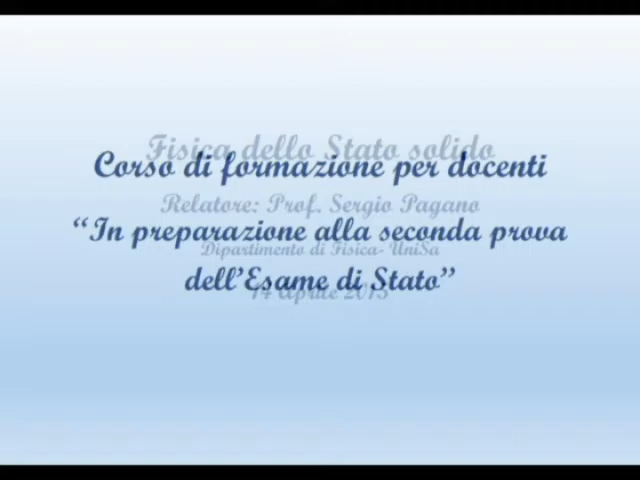 Fisica dello Stato solido
Corso di formazione per docenti
Relatore: Prof. Sergio Pagano
“In preparazione alla seconda prova
Dipartimento di Fisica- UniSa
dell’Esame di Stato”
14 Aprile 2015